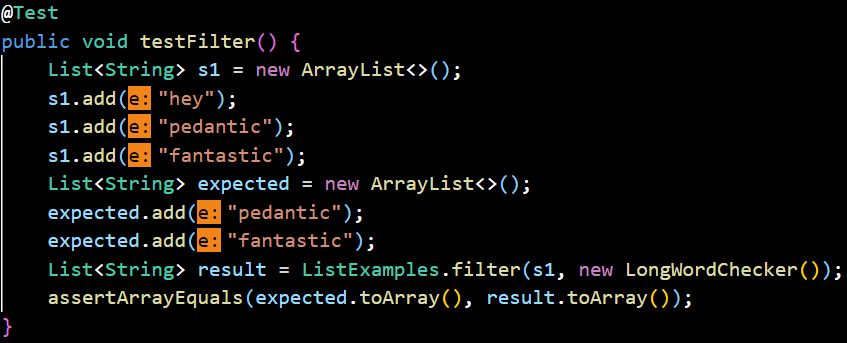 @Test
public void testFilter() {
    List<String> s1 = new ArrayList<>();
    s1.add(e: "hey");
    s1.add(e: "pedantic");
    s1.add(e: "fantastic");
    List<String> expected = new ArrayList<>();
    expected.add(e: "pedantic");
    expected.add(e: "fantastic");
    List<String> result = ListExamples.filter(s1, new LongWordChecker());
    assertArrayEquals(expected.toArray(), result.toArray());
}